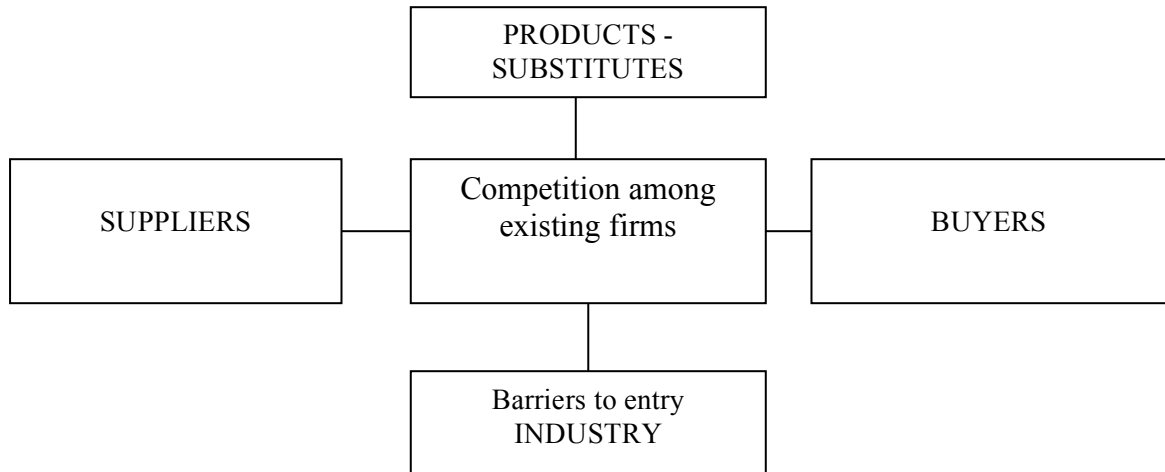 PRODUCTS -
SUBSTITUTES
SUPPLIERS
Competition among
existing firms
BUYERS
Barriers to entry
INDUSTRY